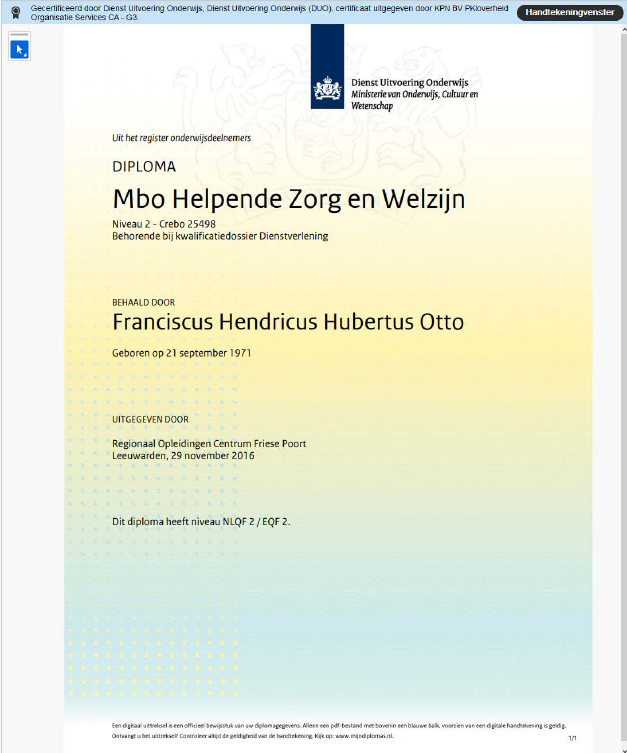 Gecertificeerd door Dienst Uitvoering Onderwijs, Dienst Uitvoering Onderwijs (DUO), certificaat uitgegeven door KPN BV PKIoverheid
Organisatie Services CA - G3.
Handtekeningvenster
Dienst Uitvoering Onderwijs
Ministerie van Onderwijs, Cultuur en
Wetenschap
Uit het register onderwijsdeelnemers
DIPLOMA
Mbo Helpende Zorg en Welzijn
Niveau 2 - Crebo 25498
Behorende bij kwalificatiedossier Dienstverlening
BEHAALD DOOR
Franciscus Hendricus Hubertus Otto
Geboren op 21 september 1971
UITGEGEVEN DOOR
Regionaal Opleidingen Centrum Friese Poort
Leeuwarden, 29 november 2016
Dit diploma heeft niveau NLQF 2 / EQF 2.
Een digitaal uittreksel is een officieel bewijsstuk van uw diplomagegevens. Alleen een pdf-bestand met bovenin een blauwe balk, voorzien van een digitale handtekening is geldig.
Ontvangt u het uittreksel? Controleer altijd de geldigheid van de handtekening. Kijk op: www.mijndiplomas.nl.
1/1